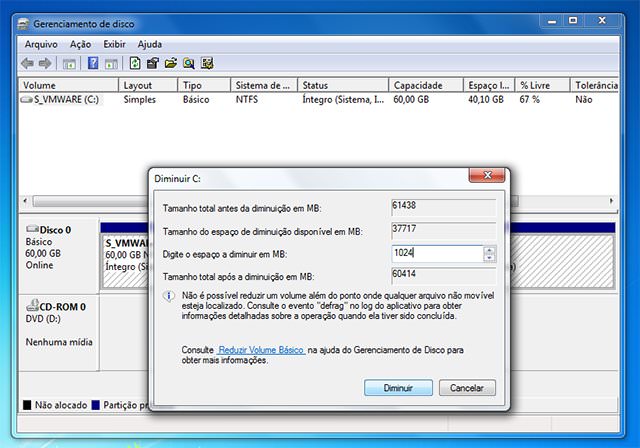 Gerenciamento de disco
Arquivo Ação Exibir Ajuda
Volume Layout Tipo Sistema de ... Status Capacidade Espaço l... % Livre Tolerância
S_VMWARE (C:) Simples Básico NTFS Íntegro (Sistema, I... 60,00 GB 40,10 GB 67 % Não
Diminuir C:
Tamanho total antes da diminuição em MB: 61438
Tamanho do espaço de diminuição disponível em MB: 37717
Digite o espaço a diminuir em MB: 1024
Tamanho total após a diminuição em MB: 60414
Não é possível reduzir um volume além do ponto onde qualquer arquivo não movível
esteja localizado. Consulte o evento "defrag" no log do aplicativo para obter
informações detalhadas sobre a operação quando ela tiver sido concluída.
Consulte Reduzir Volume Básico na ajuda do Gerenciamento de Disco para
obter mais informações.
Diminuir Cancelar
Disco 0
Básico
60,00 GB
Online
S_VMWA
60,00 GB N
Íntegro (Si
CD-ROM 0
DVD (D:)
Nenhuma mídia
Não alocado Partição pr